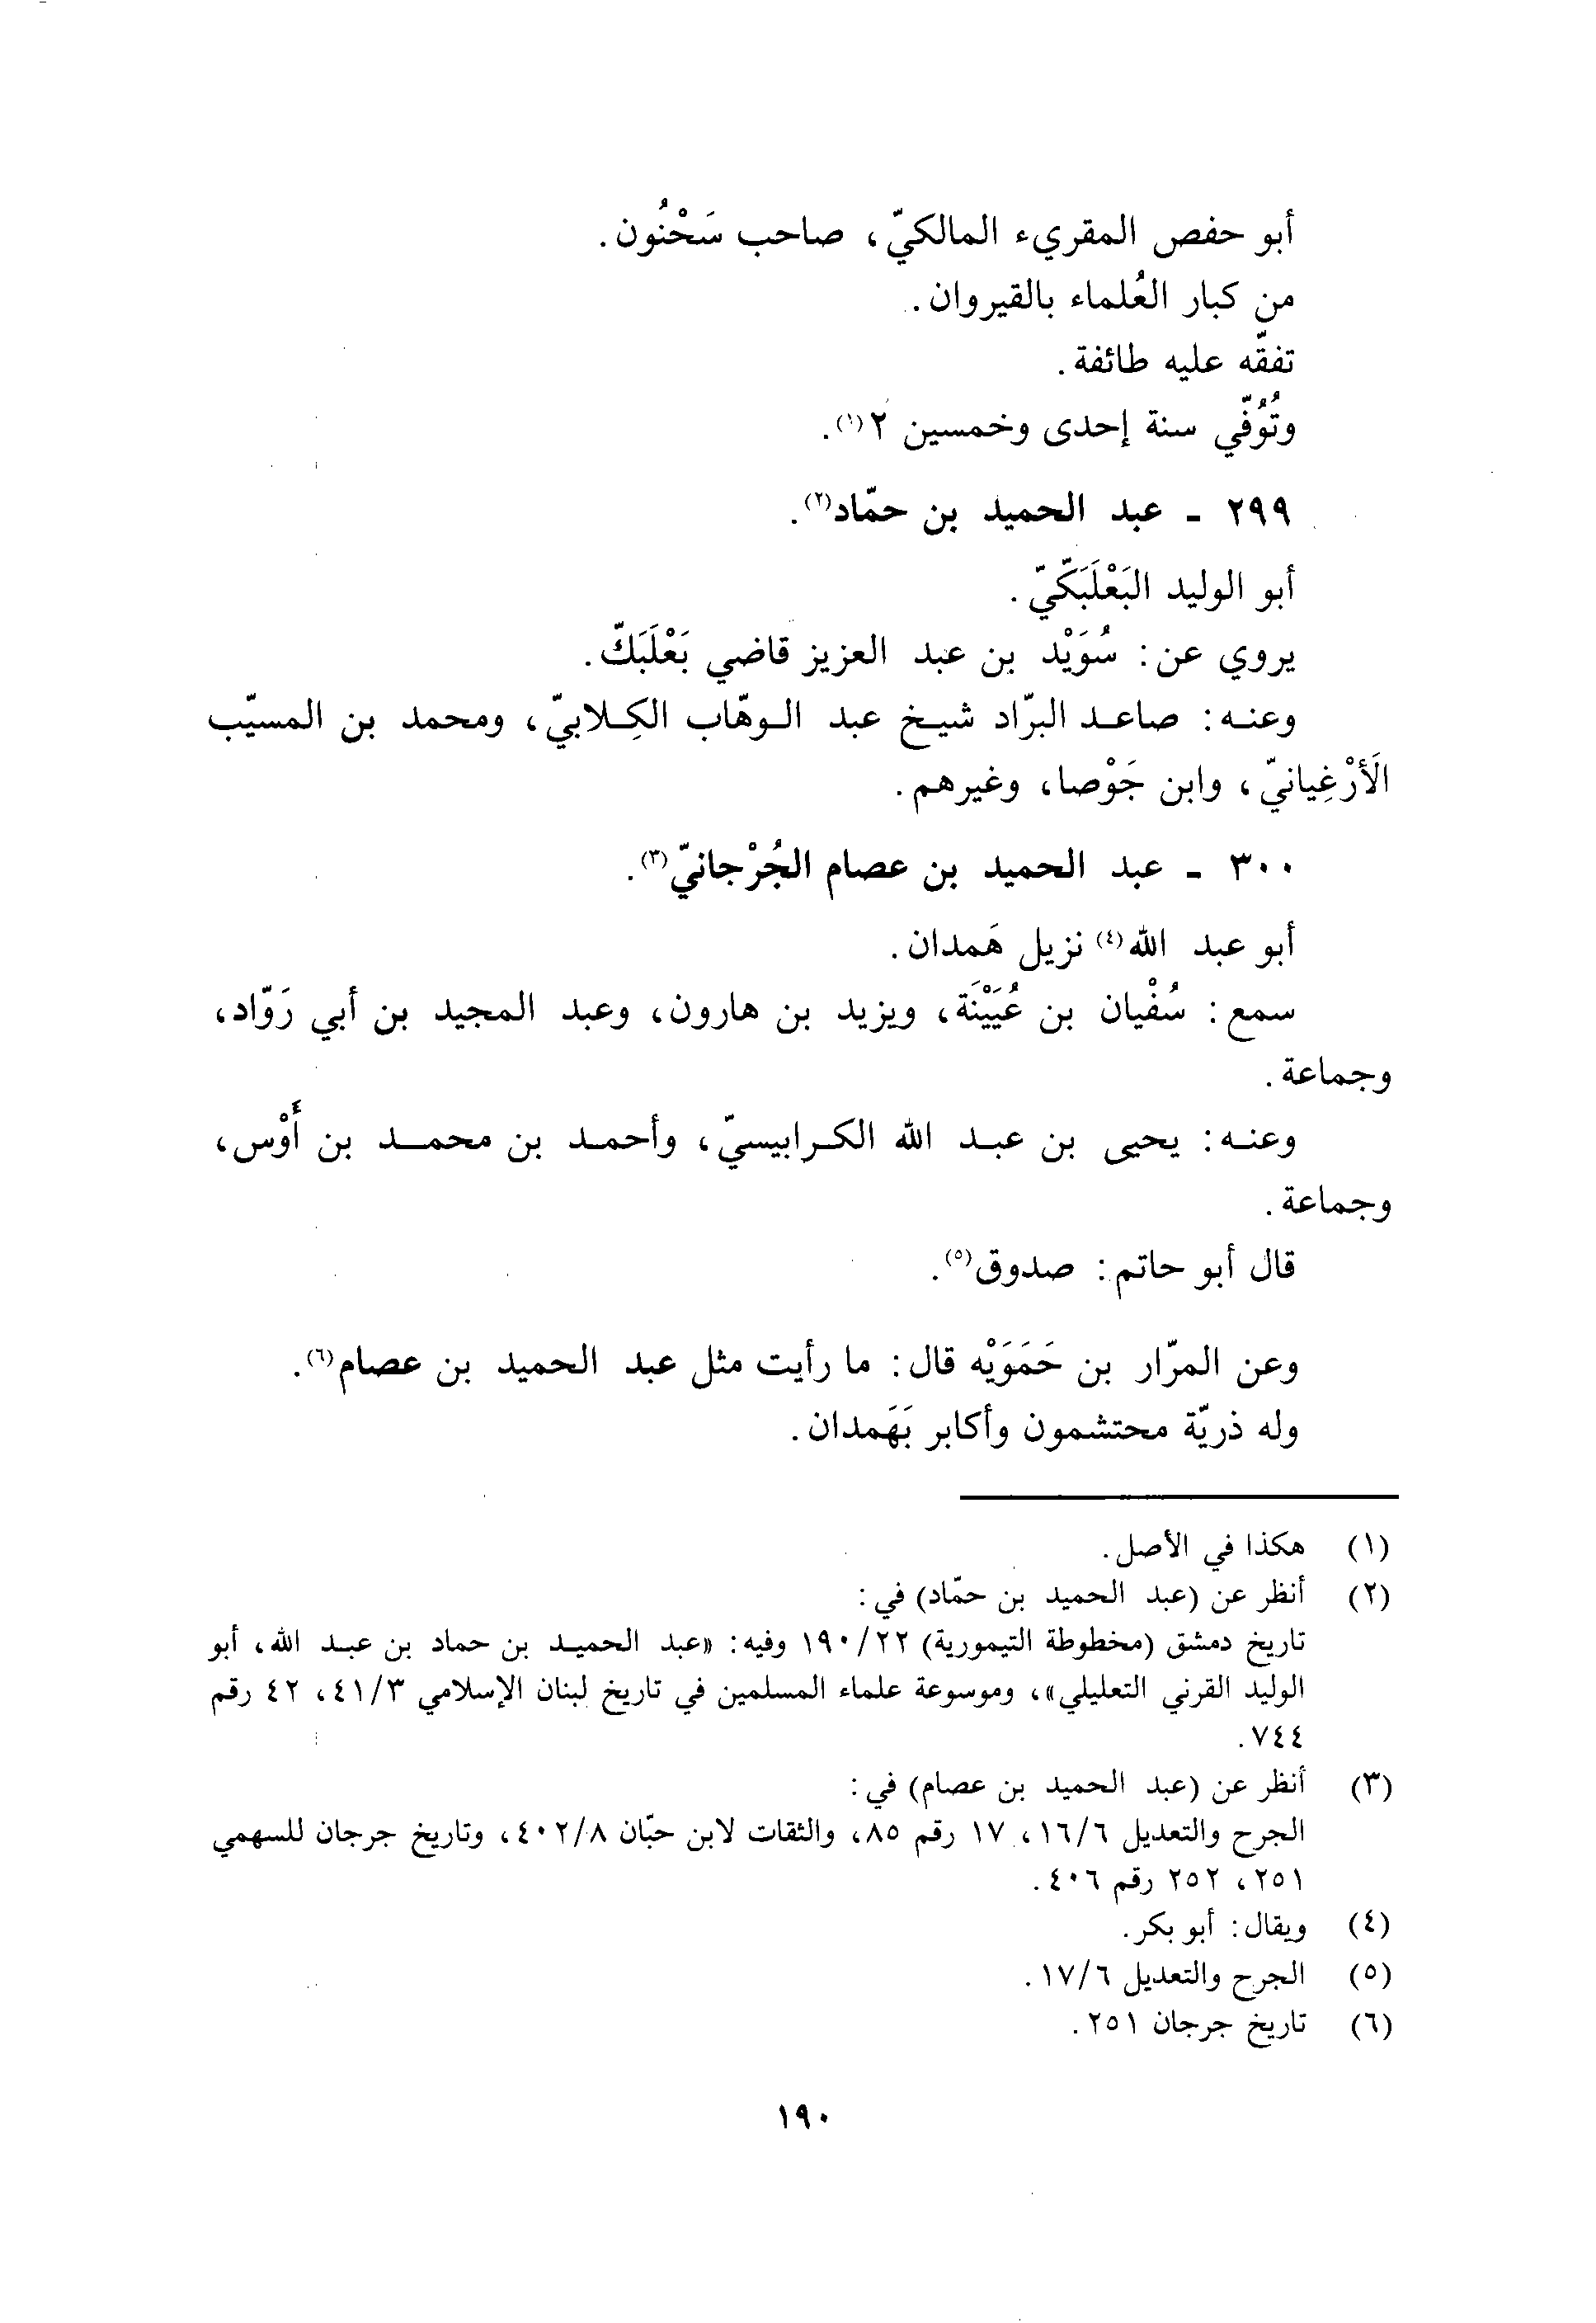 أبو حفص المقريء المالكيّ، صاحب سَحْنُون.
من كبار العُلماء بالقيروان.
تفقّه عليه طائفة.
وتُوُفّي سنة إحدى وخمسين ٢(١).
٢٩٩ - عبد الحميد بن حمّاد(٢).
أبو الوليد البَعْلَبَكّيّ.
يروي عن: سُوَيْد بن عبد العزيز قاضي بَعْلَبَكّ.
وعنه: صاعد البرّاد شيخ عبد الوهّاب الكِلابيّ، ومحمد بن المسيّب
الَأرْغِيانيّ، وابن جَوْصا، وغيرهم.
٣٠٠ - عبد الحميد بن عصام الجُرْجانيّ(٣).
أبو عبد الله(٤) نزيل هَمدان.
سمع: سُفْيان بن عُيَيْنَة، ويزيد بن هارون، وعبد المجيد بن أبي رَوّاد،
وجماعة.
وعنه: يحيى بن عبد الله الكرابيسيّ، وأحمد بن محمد بن أَوْس،
وجماعة.
قال أبو حاتم: صدوق(٥).
وعن المرّار بن حَمَوَيْه قال: ما رأيت مثل عبد الحميد بن عصام(٦).
وله ذريّة محتشمون وأكابر بَهَمدان.
(١) هكذا في الأصل.
(٢) أنظر عن (عبد الحميد بن حمّاد) في:
تاريخ دمشق (مخطوطة التيمورية) ١٩٠/٢٢ وفيه: «عبد الحميد بن حماد بن عبد الله، أبو
الوليد القرني التعليلي»، وموسوعة علماء المسلمين في تاريخ لبنان الإسلامي ٤١/٣، ٤٢ رقم
٧٤٤.
(٣) أنظر عن (عبد الحميد بن عصام) في:
الجرح والتعديل ١٦/٦، ١٧ رقم ٨٥، والثقات لابن حبّان ٤٠٢/٨، وتاريخ جرجان للسهمي
٢٥١، ٢٥٢ رقم ٤٠٦.
(٤) ويقال: أبو بكر.
(٥) الجرح والتعديل ١٧/٦.
(٦) تاريخ جرجان ٢٥١.
١٩٠